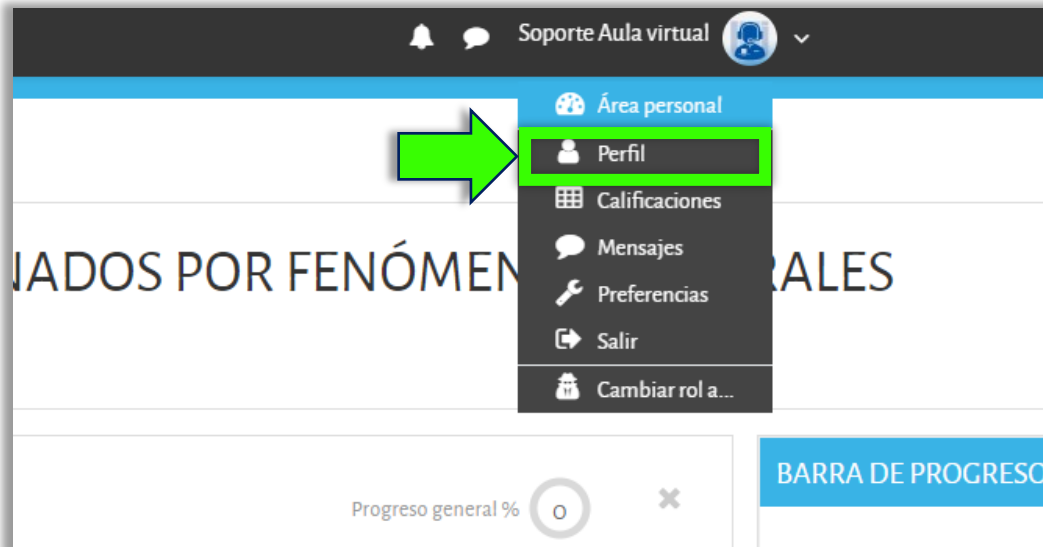 Soporte Aula virtual
Área personal
Perfil
Calificaciones
NADOS POR FENÓMEN RALES
Mensajes
Preferencias
Salir
Cambiar rol a...
BARRA DE PROGRESO
Progreso general % 0